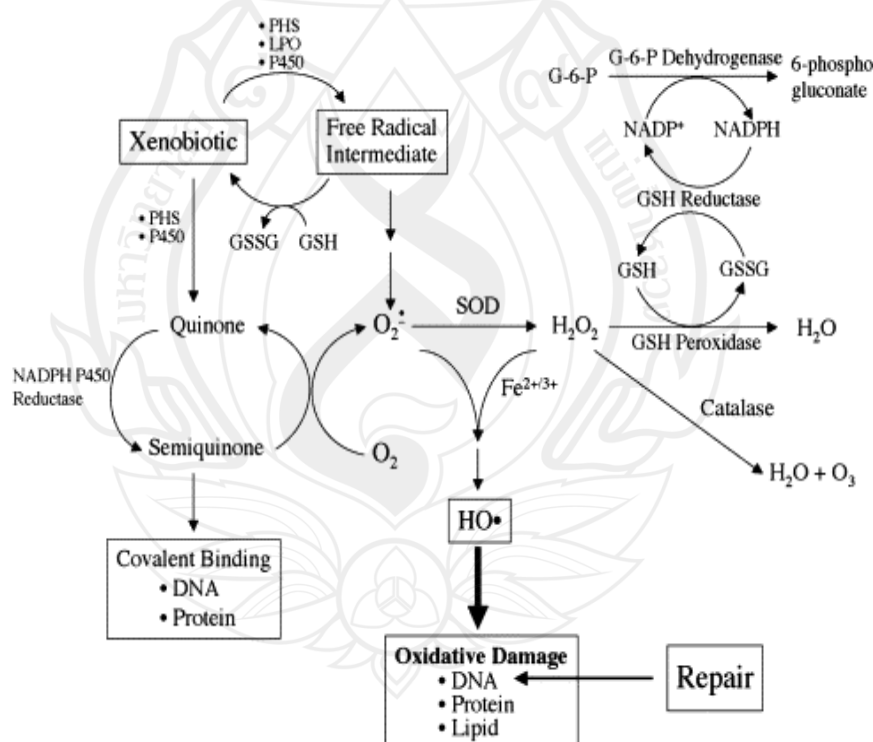 • PHS
• LPO
• P450
G-6-P Dehydrogenase
G-6-P
6-phospho
gluconate
NADP⁺ NADPH
Xenobiotic
Free Radical
Intermediate
GSH Reductase
• PHS
• P450
GSSG GSH
GSH GSSG
Quinone
O₂•̲
SOD
H₂O₂
H₂O
GSH Peroxidase
NADPH P450
Reductase
Fe²⁺/³⁺
Catalase
Semiquinone
O₂
H₂O + O₃
HO•
Covalent Binding
• DNA
• Protein
Oxidative Damage
• DNA
• Protein
• Lipid
Repair